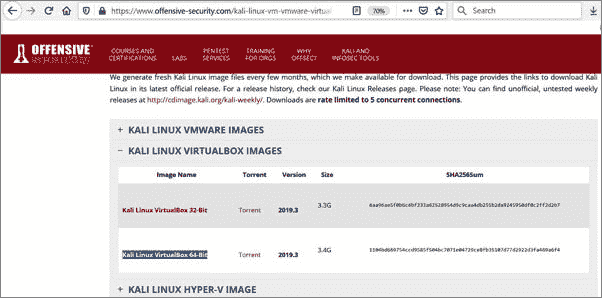 https://www.offensive-security.com/kali-linux-vm-vmware-virtual
70%
Search
OFFENSIVE security
COURSES AND CERTIFICATIONS
LABS
PENTEST SERVICES
TRAINING FOR ORGS
WHY OFFSEC?
KALI AND INFOSEC TOOLS
We generate fresh Kali Linux image files every few months, which we make available for download. This page provides the links to download Kali
Linux in its latest official release. For a release history, check our Kali Linux Releases page. Please note: You can find unofficial, untested weekly
releases at http://cdimage.kali.org/kali-weekly/. Downloads are rate limited to 5 concurrent connections.
+ KALI LINUX VMWARE IMAGES
− KALI LINUX VIRTUALBOX IMAGES
Image Name Torrent Version Size SHA256Sum
Kali Linux VirtualBox 32-Bit Torrent 2019.3 3.3G
Kali Linux VirtualBox 64-Bit Torrent 2019.3 3.4G
+ KALI LINUX HYPER-V IMAGE